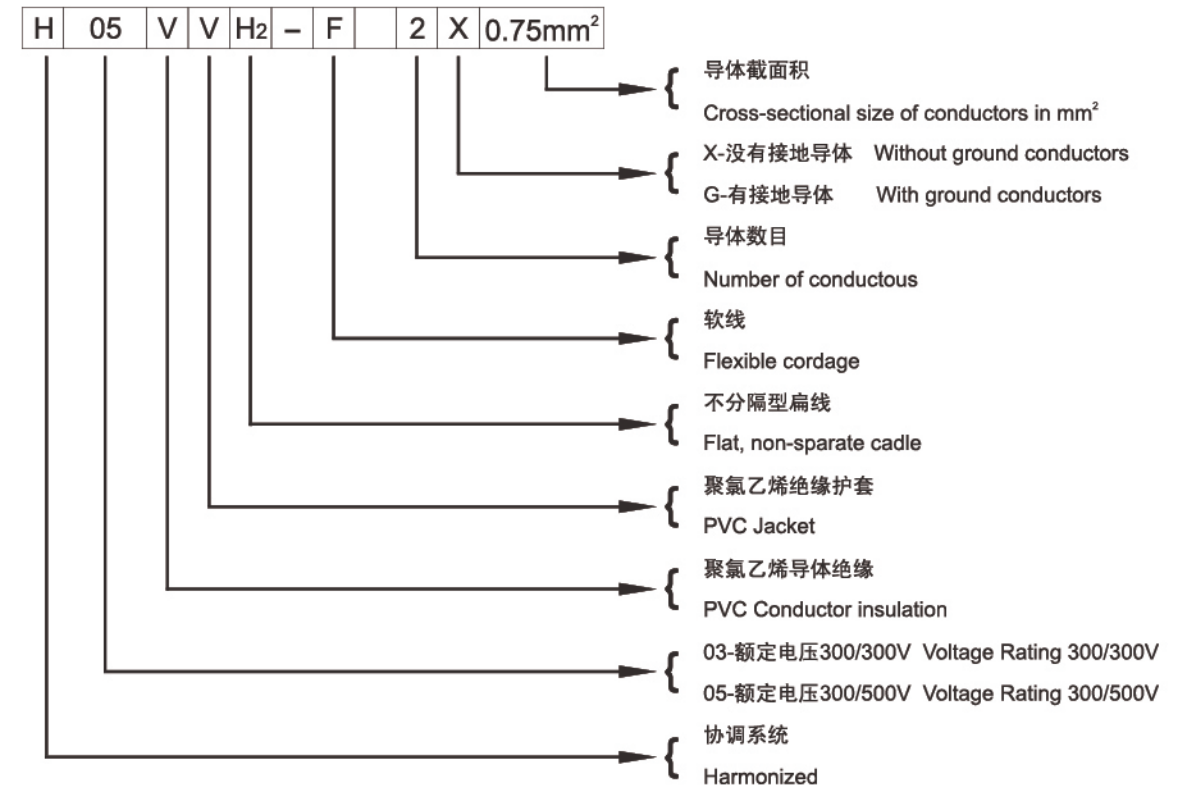 H 05 V V H2 – F 2 X 0.75mm²
导体截面积
Cross-sectional size of conductors in mm²
X-没有接地导体 Without ground conductors
G-有接地导体 With ground conductors
导体数目
Number of conductous
软线
Flexible cordage
不分隔型扁线
Flat, non-sparate cadle
聚氯乙烯绝缘护套
PVC Jacket
聚氯乙烯导体绝缘
PVC Conductor insulation
03-额定电压300/300V Voltage Rating 300/300V
05-额定电压300/500V Voltage Rating 300/500V
协调系统
Harmonized